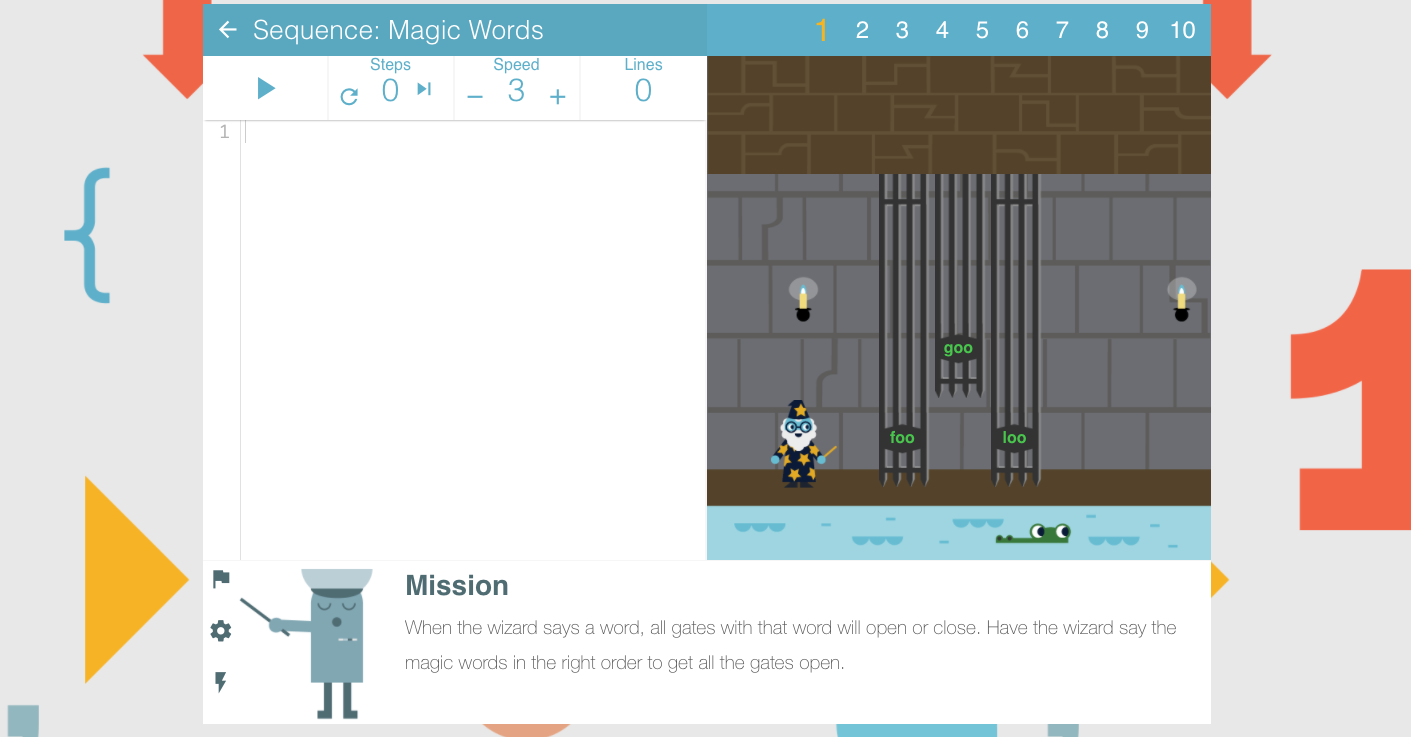 Sequence: Magic Words
1 2 3 4 5 6 7 8 9 10
Steps
0
Speed
− 3 +
Lines
0
1
goo
foo
loo
Mission
When the wizard says a word, all gates with that word will open or close. Have the wizard say the
magic words in the right order to get all the gates open.
{
1